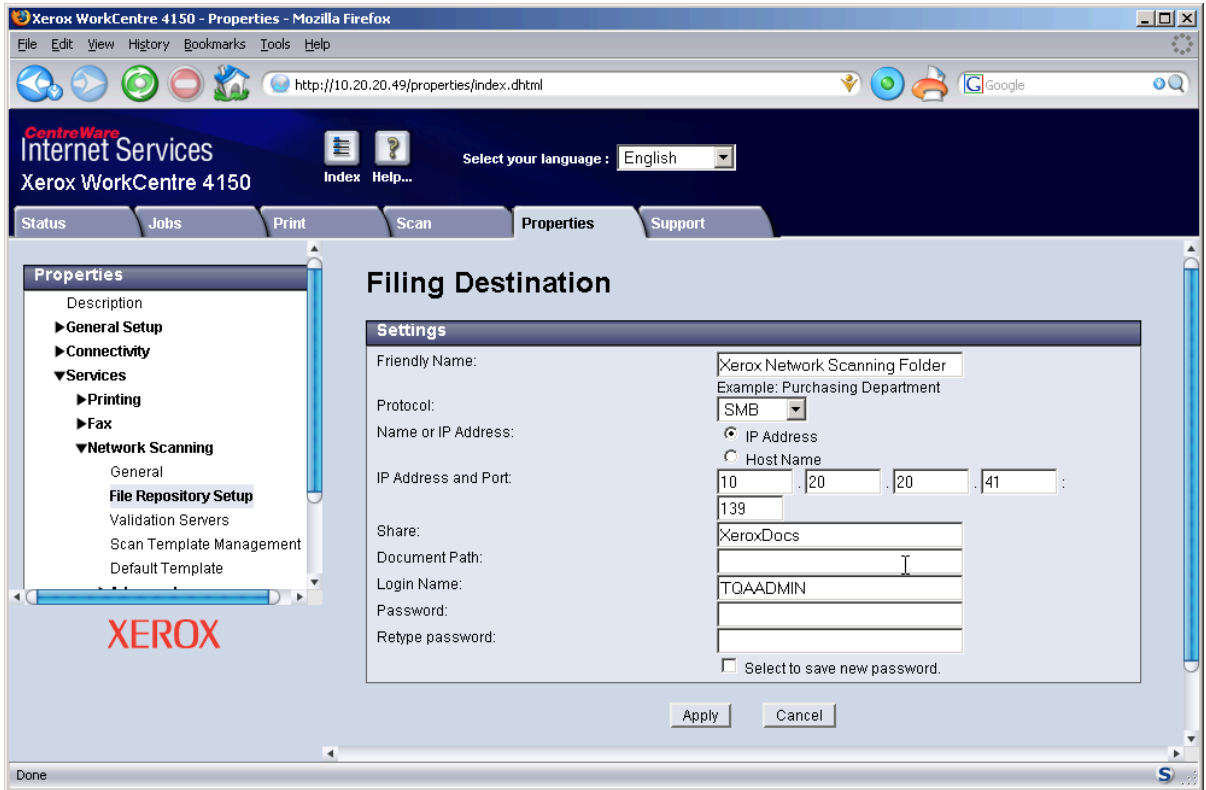 Xerox WorkCentre 4150 - Properties - Mozilla Firefox
File Edit View History Bookmarks Tools Help
http://10.20.20.49/properties/index.dhtml
G Google
CentreWare
Internet Services
Xerox WorkCentre 4150
Index Help...
Select your language : English
Status Jobs Print Scan Properties Support
Properties
Description
General Setup
Connectivity
Services
Printing
Fax
Network Scanning
General
File Repository Setup
Validation Servers
Scan Template Management
Default Template
XEROX
Filing Destination
Settings
Friendly Name: Xerox Network Scanning Folder
Example: Purchasing Department
Protocol: SMB
Name or IP Address: IP Address
Host Name
IP Address and Port: 10 . 20 . 20 . 41 :
139
Share: XeroxDocs
Document Path:
Login Name: TQAADMIN
Password:
Retype password:
Select to save new password.
Apply Cancel
Done S